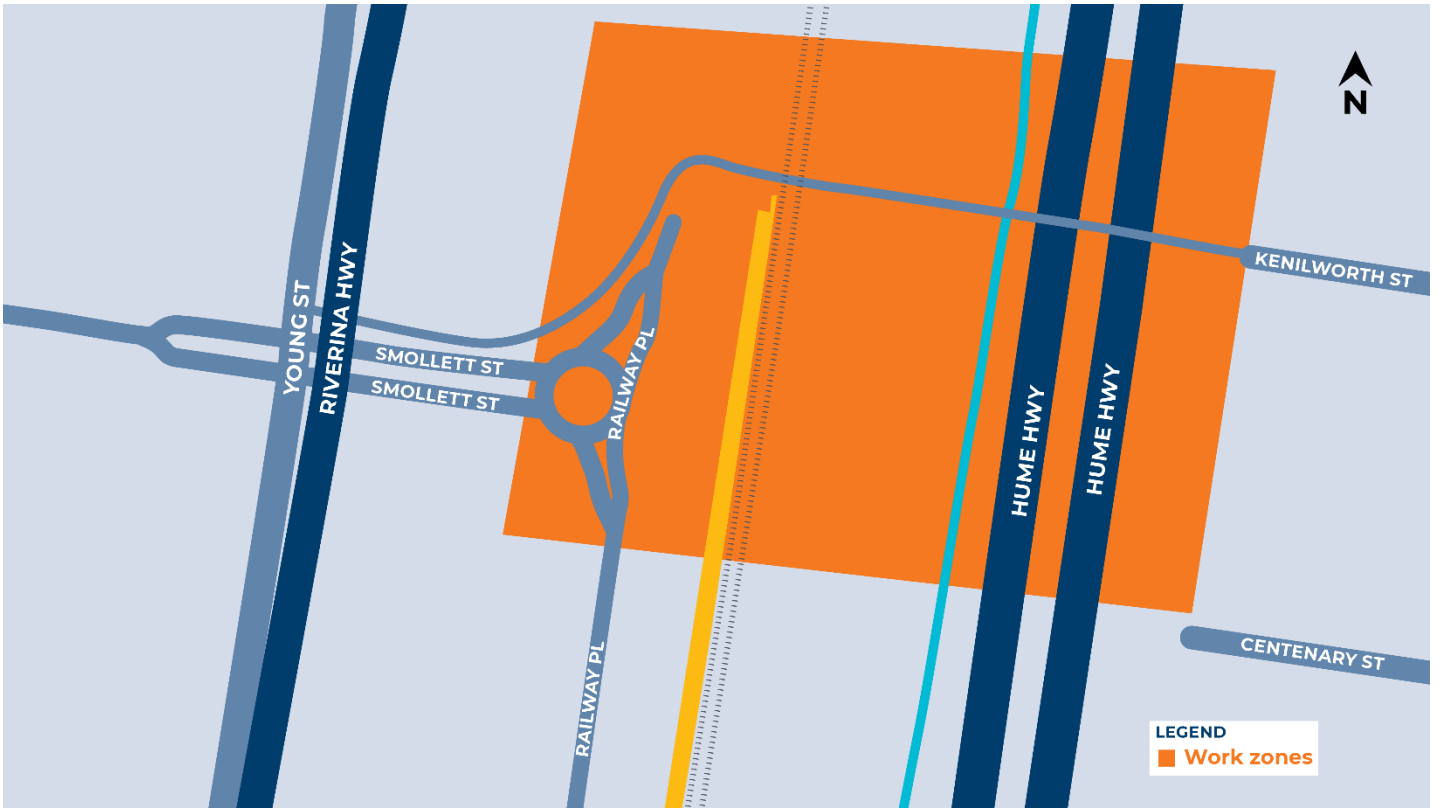 N
KENILWORTH ST
YOUNG ST
RIVERINA HWY
SMOLLETT ST
SMOLLETT ST
RAILWAY PL
HUME HWY
HUME HWY
RAILWAY PL
CENTENARY ST
LEGEND
Work zones